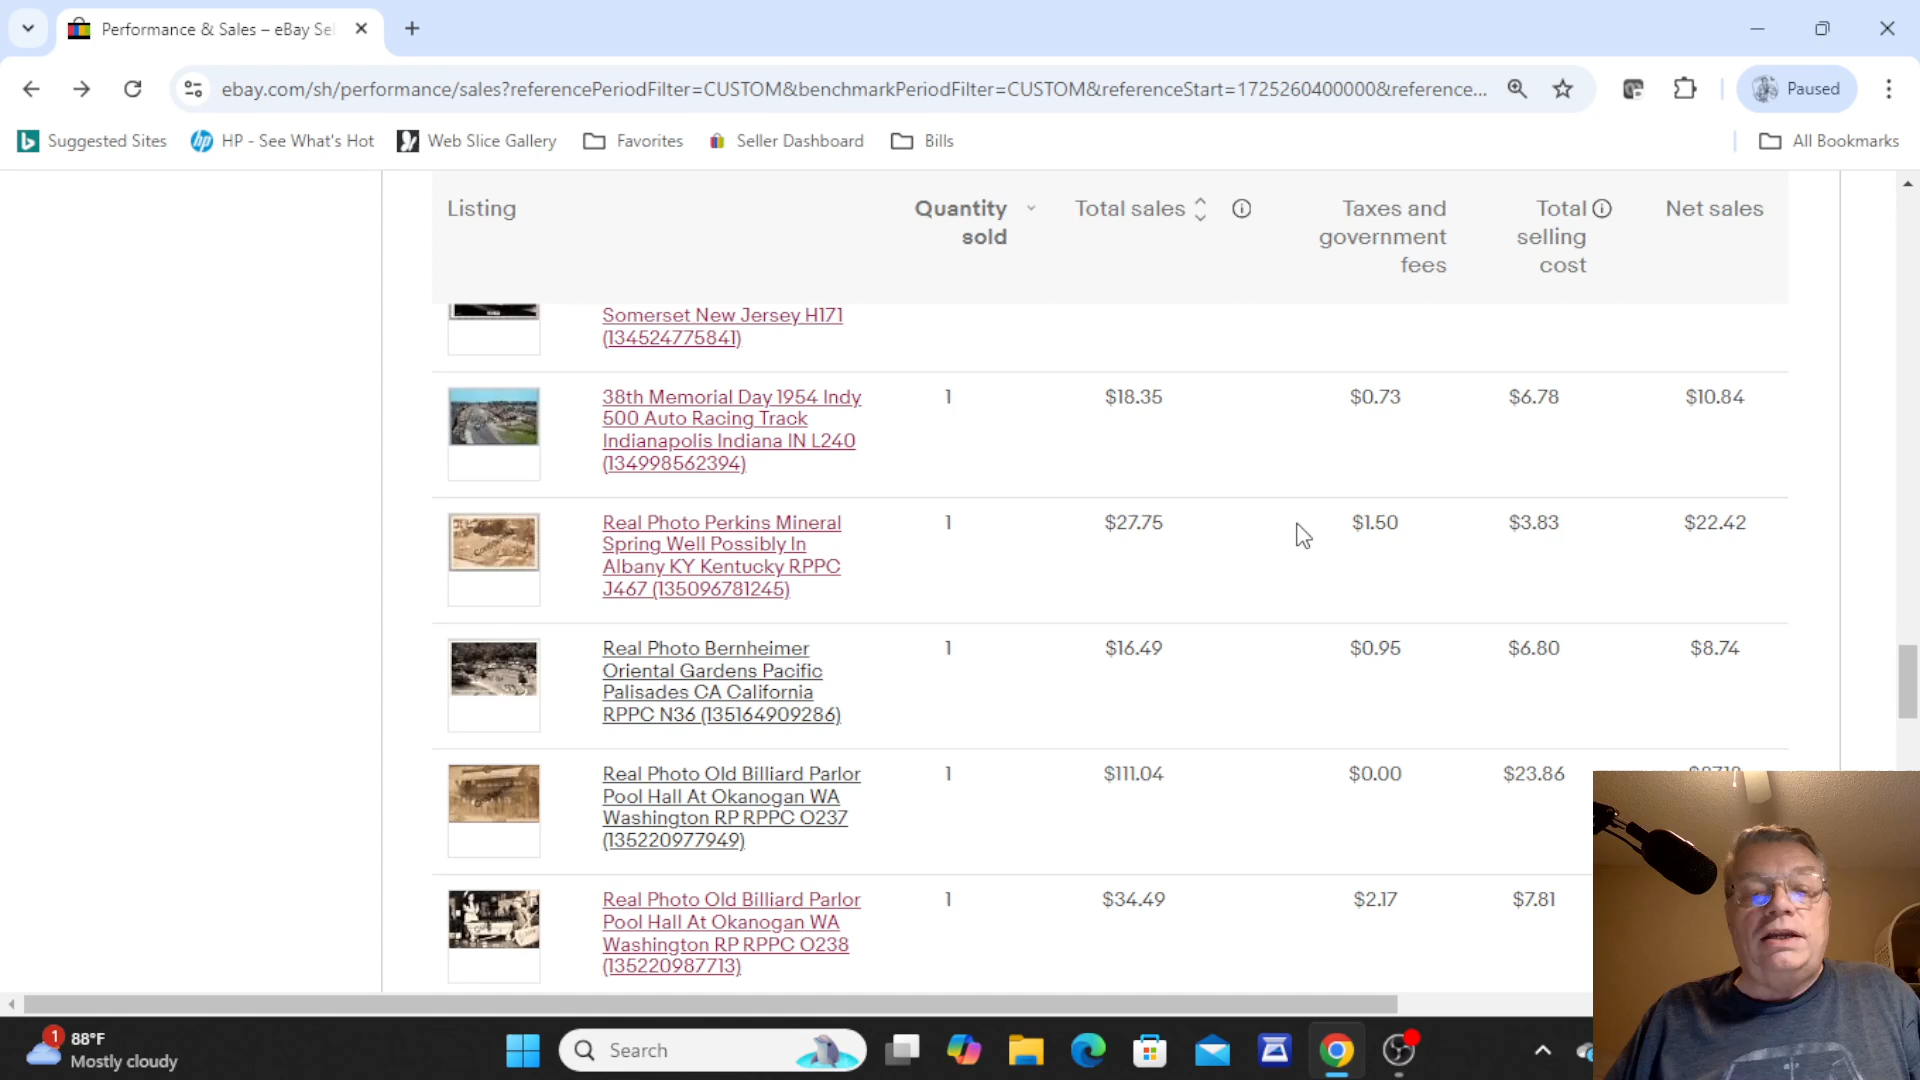 Performance & Sales – eBay Sel
ebay.com/sh/performance/sales?referencePeriodFilter=CUSTOM&benchmarkPeriodFilter=CUSTOM&referenceStart=1725260400000&reference...
Paused
Suggested Sites
HP - See What's Hot
Web Slice Gallery
Favorites
Seller Dashboard
Bills
All Bookmarks
Listing
Quantity
sold
Total sales
Taxes and
government
fees
Total
selling
cost
Net sales
Somerset New Jersey H171
(134524775841)
38th Memorial Day 1954 Indy
500 Auto Racing Track
Indianapolis Indiana IN L240
(134998562394)
1
$18.35
$0.73
$6.78
$10.84
Real Photo Perkins Mineral
Spring Well Possibly In
Albany KY Kentucky RPPC
J467 (135096781245)
1
$27.75
$1.50
$3.83
$22.42
Real Photo Bernheimer
Oriental Gardens Pacific
Palisades CA California
RPPC N36 (135164909286)
1
$16.49
$0.95
$6.80
$8.74
Real Photo Old Billiard Parlor
Pool Hall At Okanogan WA
Washington RP RPPC O237
(135220977949)
1
$111.04
$0.00
$23.86
Real Photo Old Billiard Parlor
Pool Hall At Okanogan WA
Washington RP RPPC O238
(135220987713)
1
$34.49
$2.17
$7.81
1
88°F
Mostly cloudy
Search